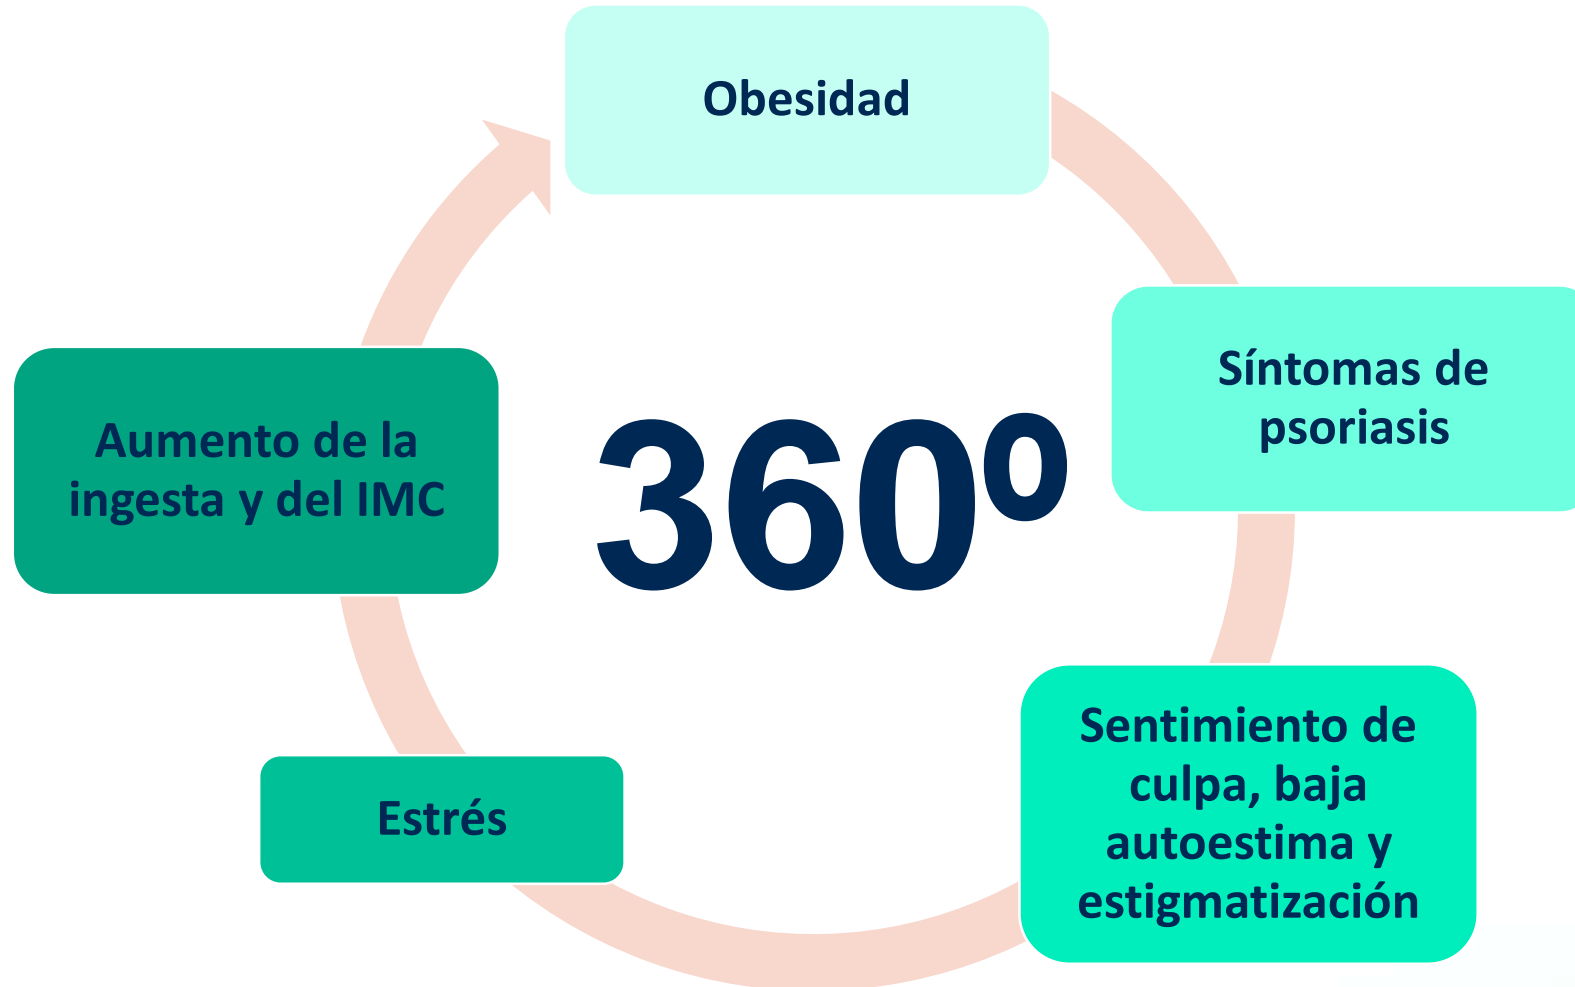 Obesidad
Síntomas de
psoriasis
Sentimiento de
culpa, baja
autoestima y
estigmatización
Estrés
Aumento de la
ingesta y del IMC
360º